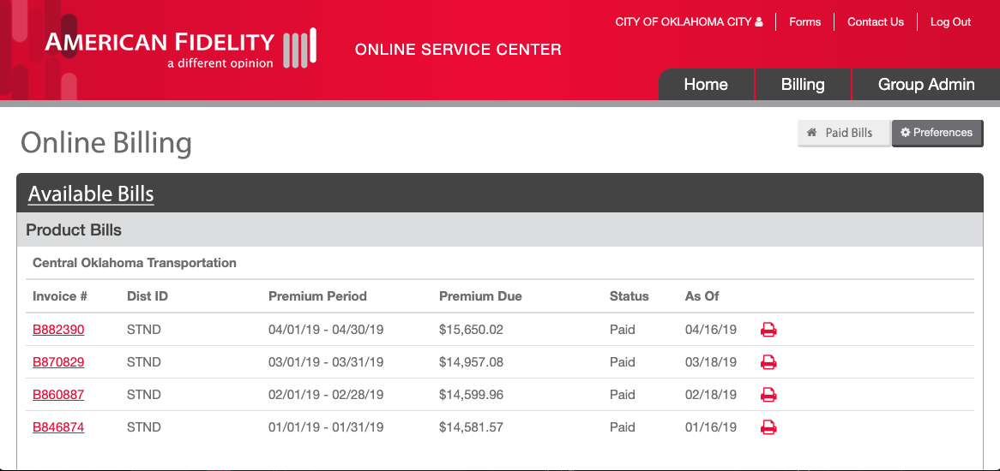 CITY OF OKLAHOMA CITY Forms Contact Us Log Out
AMERICAN FIDELITY
a different opinion
ONLINE SERVICE CENTER
Home Billing Group Admin
Online Billing
Paid Bills Preferences
Available Bills
Product Bills
Central Oklahoma Transportation
Invoice # Dist ID Premium Period Premium Due Status As Of
B882390 STND 04/01/19 - 04/30/19 $15,650.02 Paid 04/16/19
B870829 STND 03/01/19 - 03/31/19 $14,957.08 Paid 03/18/19
B860887 STND 02/01/19 - 02/28/19 $14,599.96 Paid 02/18/19
B846874 STND 01/01/19 - 01/31/19 $14,581.57 Paid 01/16/19